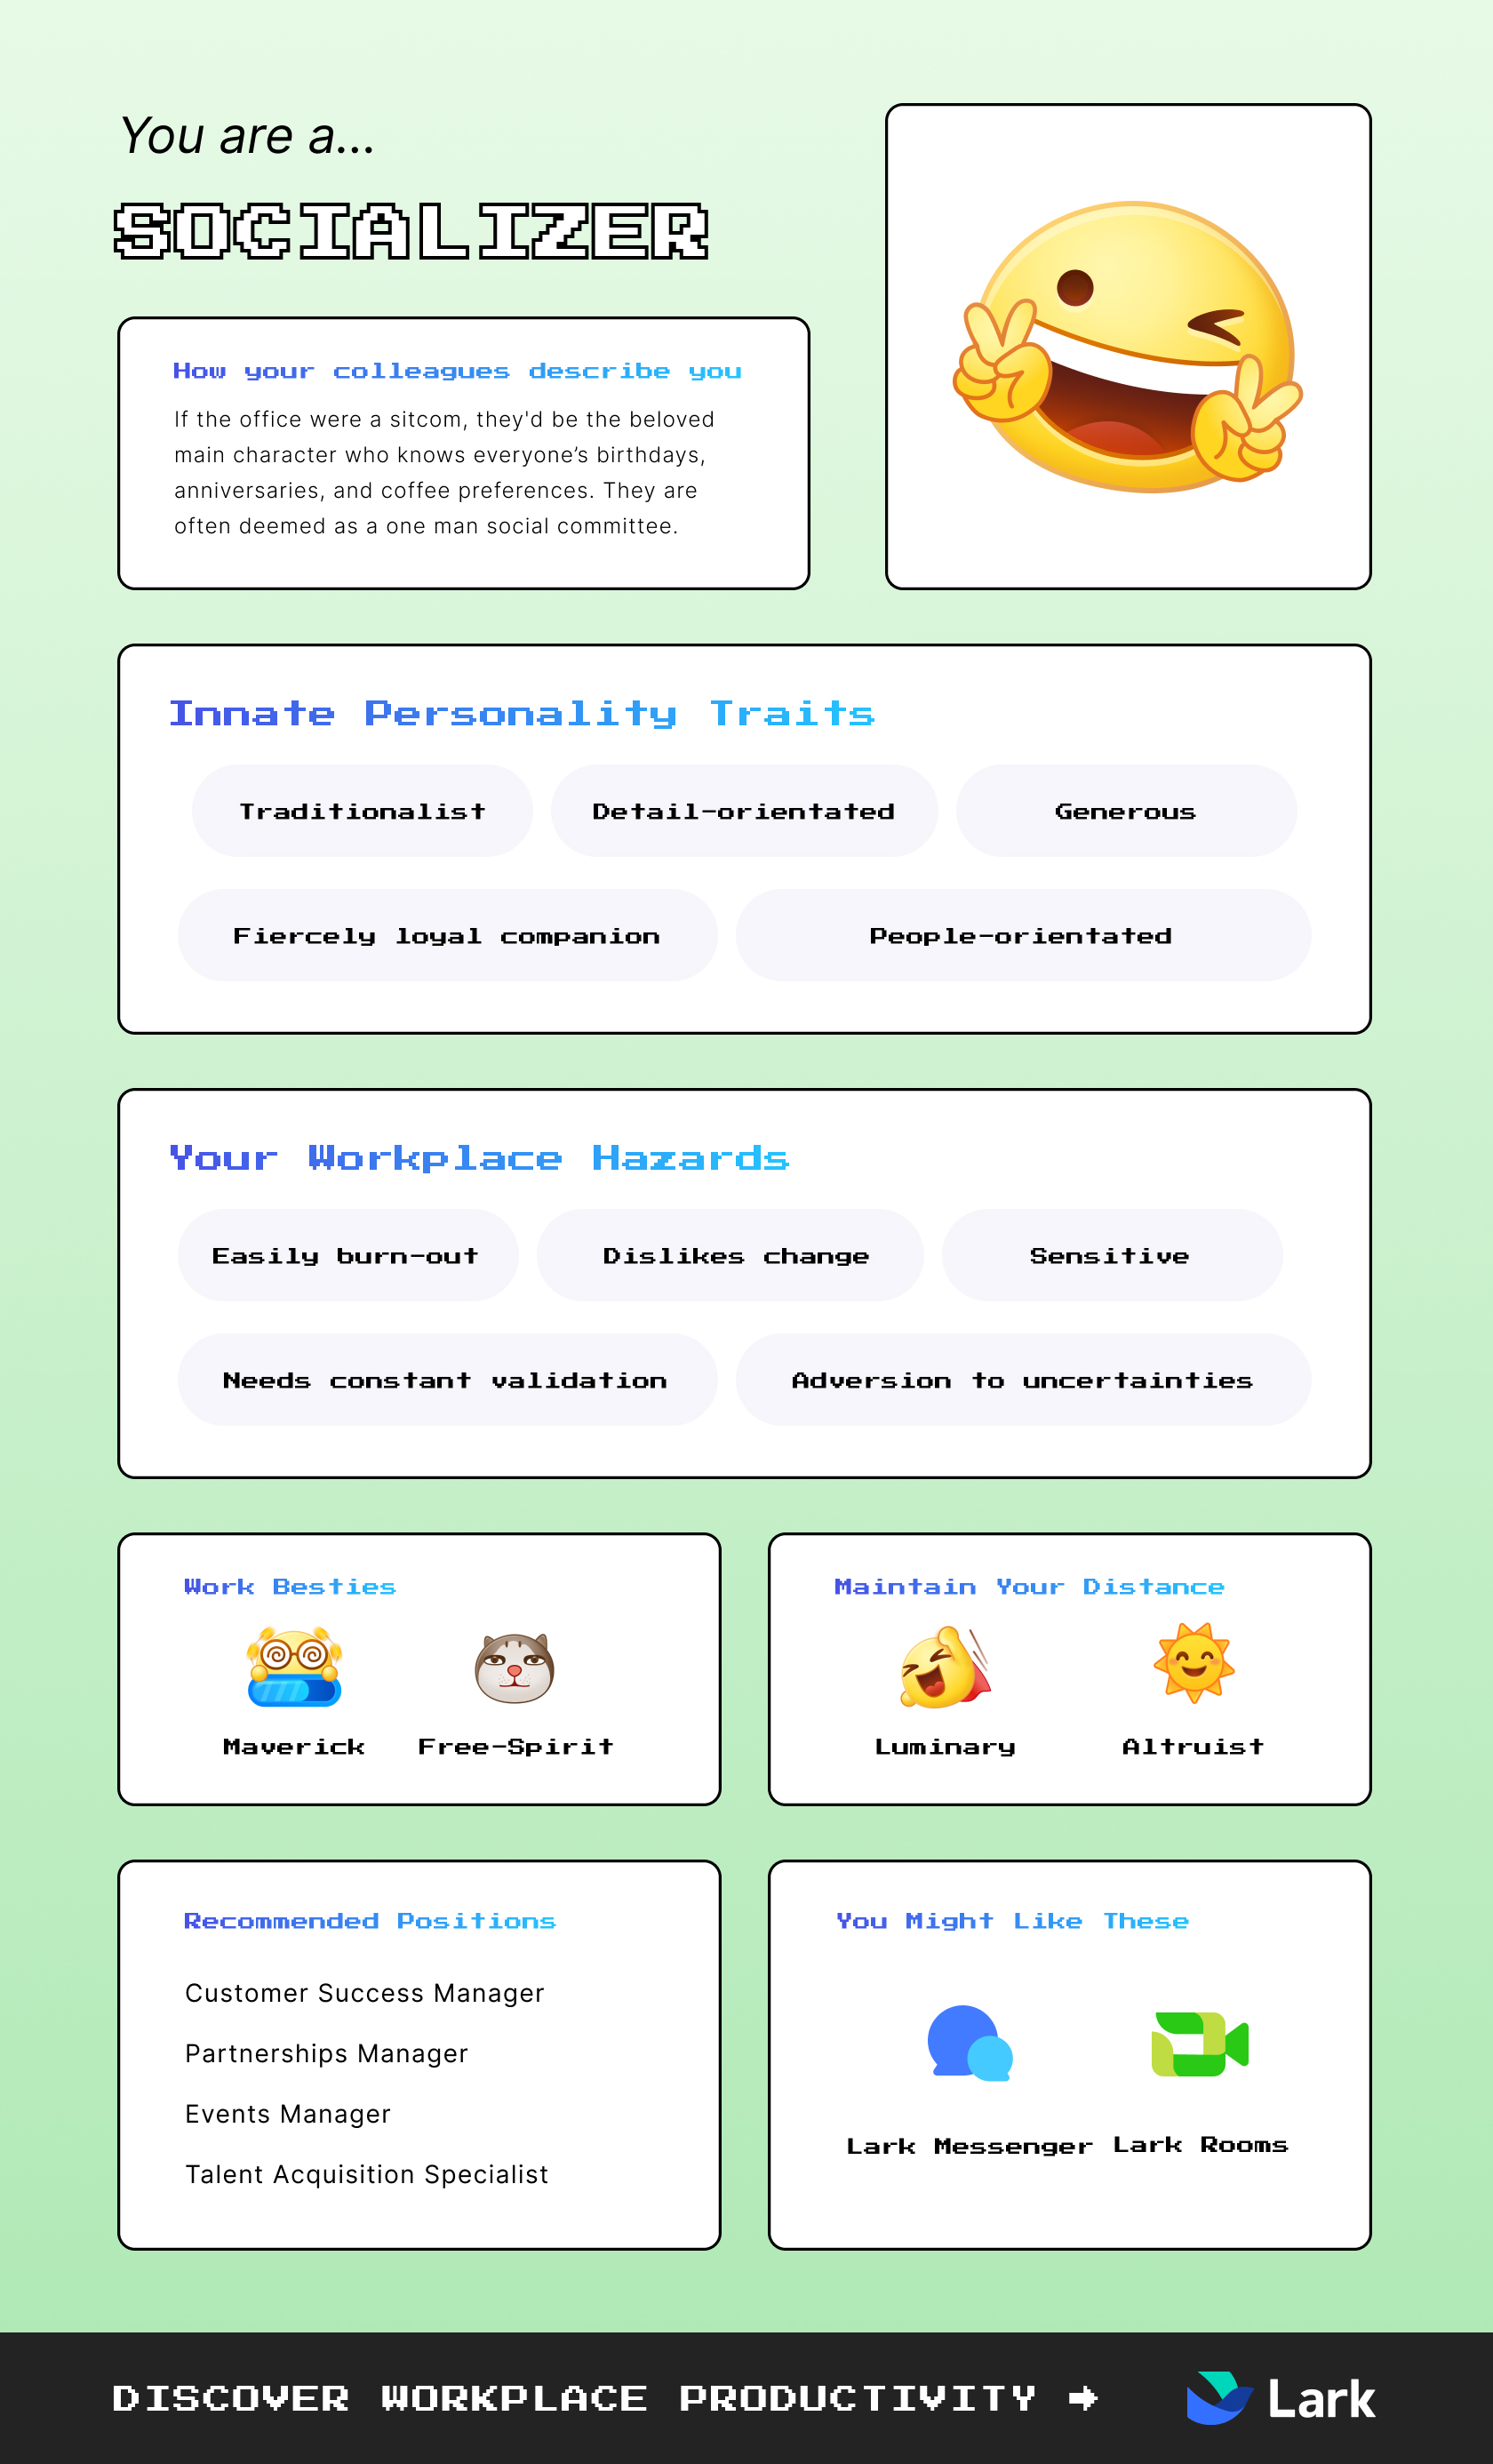 You are a...
SOCIALIZER
How your colleagues describe you
If the office were a sitcom, they'd be the beloved
main character who knows everyone’s birthdays,
anniversaries, and coffee preferences. They are
often deemed as a one man social committee.
Innate Personality Traits
Traditionalist
Detail-orientated
Generous
Fiercely loyal companion
People-orientated
Your Workplace Hazards
Easily burn-out
Dislikes change
Sensitive
Needs constant validation
Adversion to uncertainties
Work Besties
Maverick
Free-Spirit
Maintain Your Distance
Luminary
Altruist
Recommended Positions
Customer Success Manager
Partnerships Manager
Events Manager
Talent Acquisition Specialist
You Might Like These
Lark Messenger
Lark Rooms
DISCOVER WORKPLACE PRODUCTIVITY →
Lark